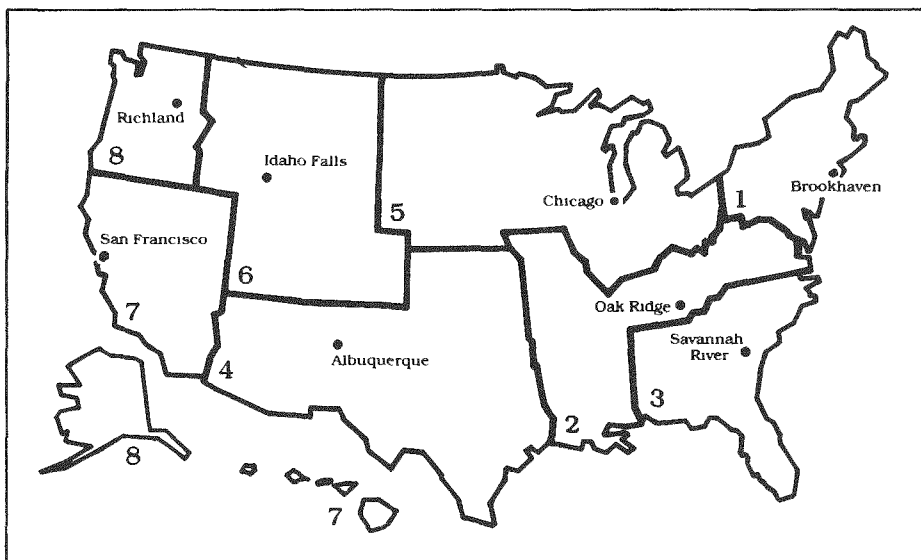 Richland
8
Idaho Falls
Chicago
Brookhaven
1
5
San Francisco
6
Oak Ridge
7
Savannah
River
Albuquerque
4
3
2
8
7